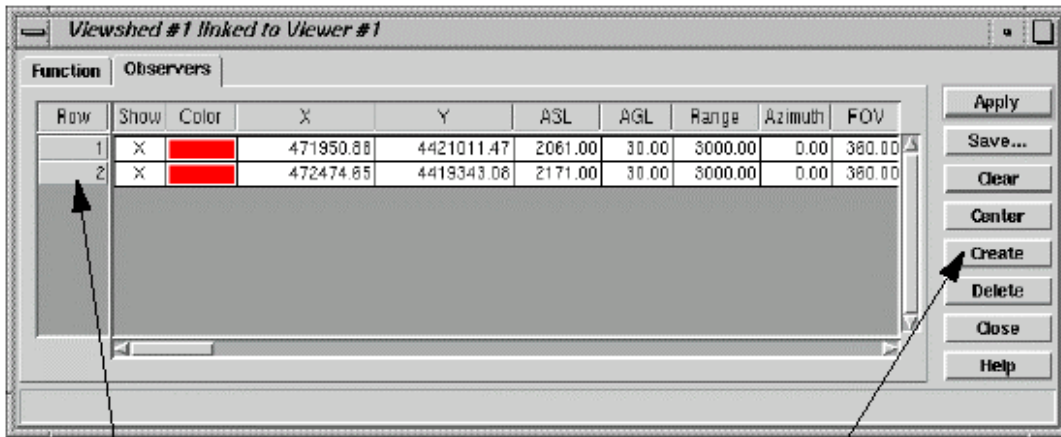 Viewshed #1 linked to Viewer #1
Function Observers
Row Show Color X Y ASL AGL Range Azimuth FOV
1 X 471950.88 4421011.47 2061.00 30.00 3000.00 0.00 360.00
2 X 472474.65 4419343.08 2171.00 30.00 3000.00 0.00 360.00
Apply
Save...
Clear
Center
Create
Delete
Close
Help